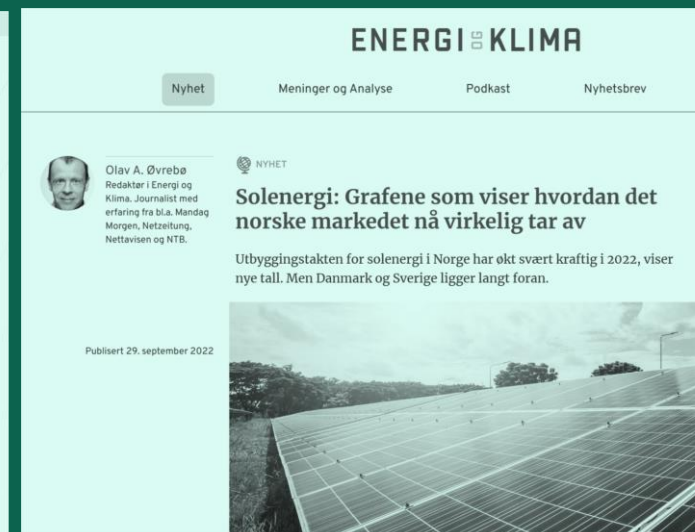 ENERGI OG KLIMA
Nyhet Meninger og Analyse Podkast Nyhetsbrev
Olav A. Øvrebø
Redaktør i Energi og
Klima. Journalist med
erfaring fra bl.a. Mandag
Morgen, Netzeitung,
Nettavisen og NTB.
Publisert 29. september 2022
NYHET
Solenergi: Grafene som viser hvordan det
norske markedet nå virkelig tar av
Utbyggingstakten for solenergi i Norge har økt svært kraftig i 2022, viser
nye tall. Men Danmark og Sverige ligger langt foran.